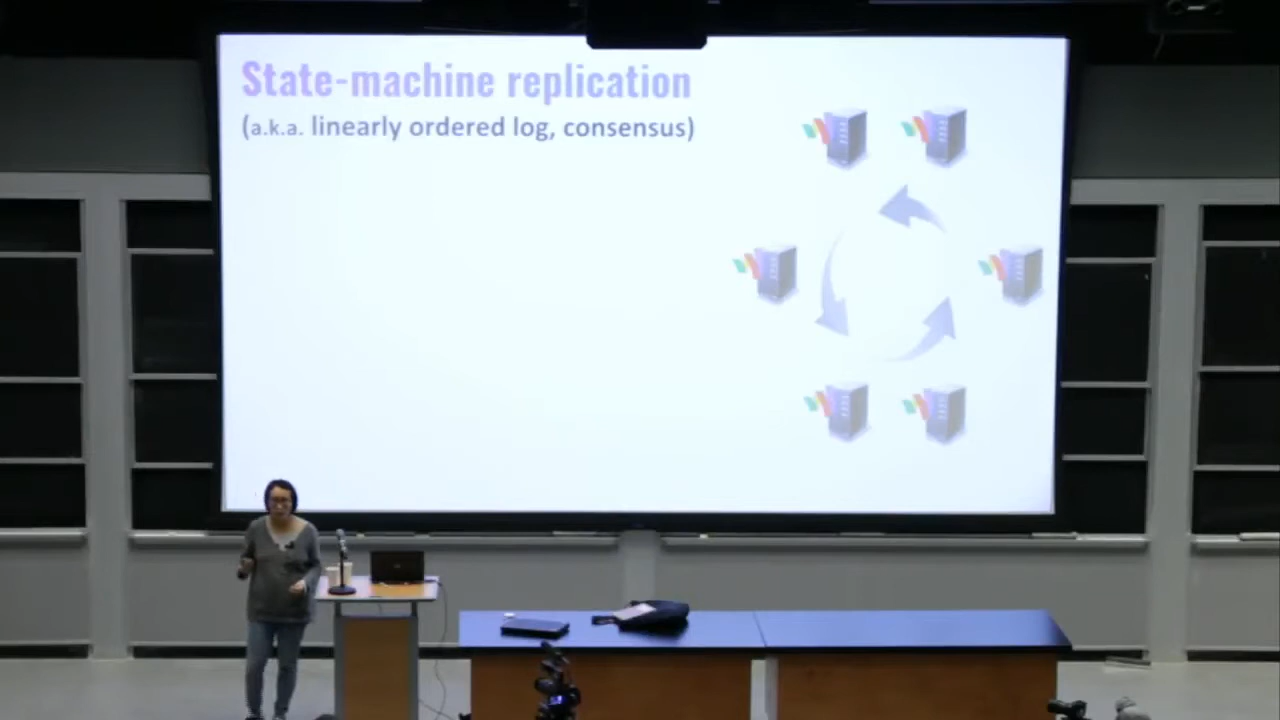 State-machine replication
(a.k.a. linearly ordered log, consensus)